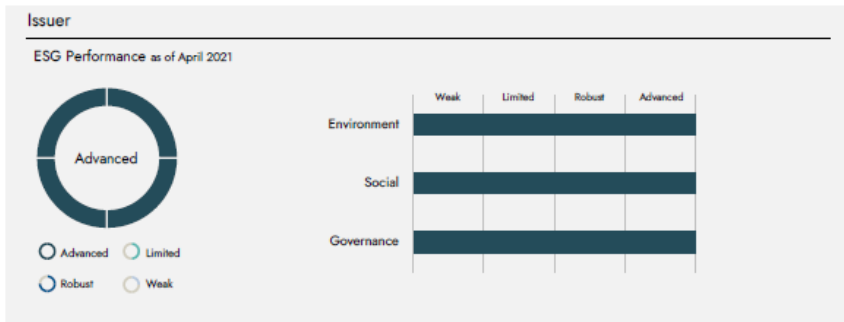 Issuer
ESG Performance as of April 2021
Advanced
Advanced
Limited
Robust
Weak
Weak
Limited
Robust
Advanced
Environment
Social
Governance